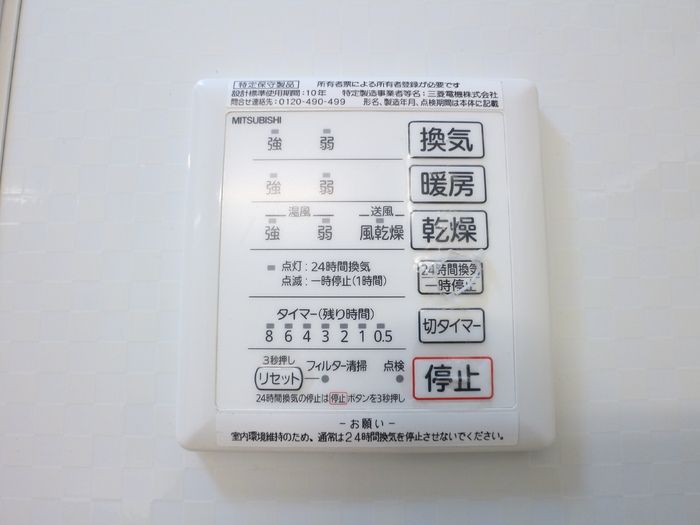 特定保守製品 所有者票による所有者登録が必要です
設計標準使用期間:10年 特定製造事業者等名:三菱電機株式会社
問合せ連絡先:0120-490-499 形名、製造年月、点検期間は本体に記載
MITSUBISHI
強 弱 換気
強 弱 暖房
温風 送風
強 弱 風乾燥 乾燥
点灯:24時間換気 24時間換気
点滅:一時停止(1時間) 一時停止
タイマー(残り時間) 切タイマー
8 6 4 3 2 1 0.5
3秒押し
リセット フィルター清掃 点検 停止
24時間換気の停止は停止ボタンを3秒押し
-お願い-
室内環境維持のため、通常は24時間換気を停止させないでください。